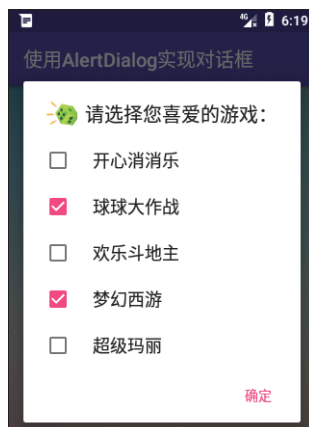 4G 6:19
使用AlertDialog实现对话框
请选择您喜爱的游戏：
开心消消乐
球球大作战
欢乐斗地主
梦幻西游
超级玛丽
确定